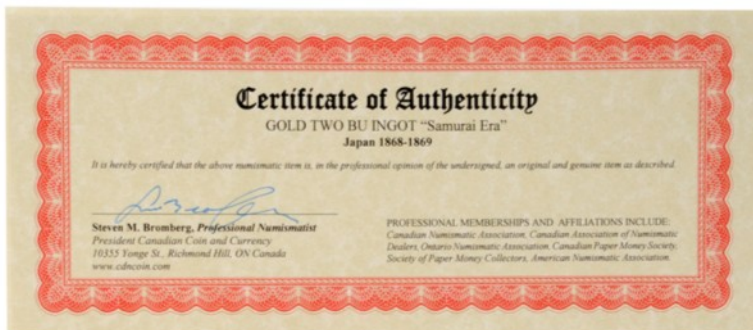 Certificate of Authenticity
GOLD TWO BU INGOT “Samurai Era”
Japan 1868-1869
It is hereby certified that the above numismatic item is, in the professional opinion of the undersigned, an original and genuine item as described.
Steven M. Bromberg, Professional Numismatist
President Canadian Coin and Currency
10355 Yonge St., Richmond Hill, ON Canada
www.cdncoin.com
PROFESSIONAL MEMBERSHIPS AND AFFILIATIONS INCLUDE:
Canadian Numismatic Association, Canadian Association of Numismatic
Dealers, Ontario Numismatic Association, Canadian Paper Money Society,
Society of Paper Money Collectors, American Numismatic Association.